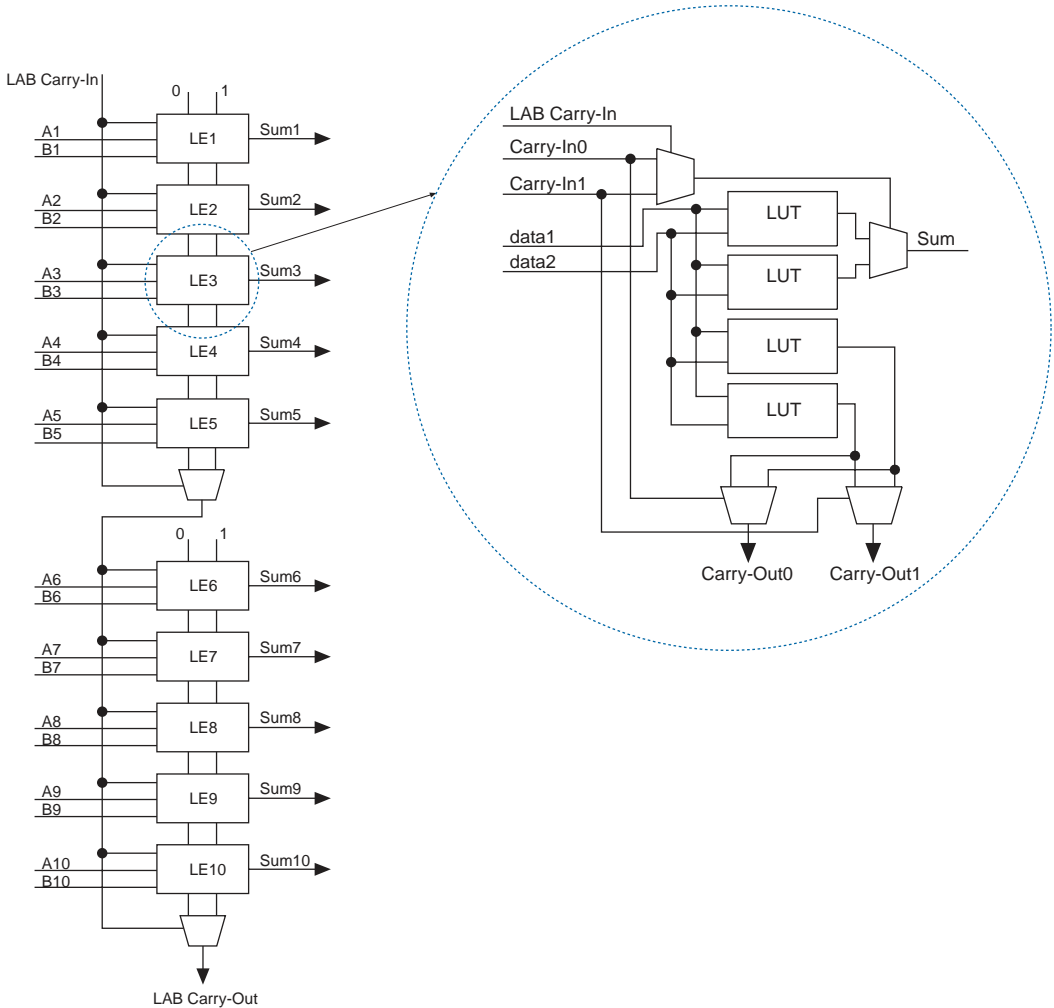 LAB Carry-In
0 1
A1
B1
LE1
Sum1
A2
B2
LE2
Sum2
A3
B3
LE3
Sum3
A4
B4
LE4
Sum4
A5
B5
LE5
Sum5
0 1
A6
B6
LE6
Sum6
A7
B7
LE7
Sum7
A8
B8
LE8
Sum8
A9
B9
LE9
Sum9
A10
B10
LE10
Sum10
LAB Carry-Out
LAB Carry-In
Carry-In0
Carry-In1
data1
data2
LUT
LUT
LUT
LUT
Sum
Carry-Out0
Carry-Out1